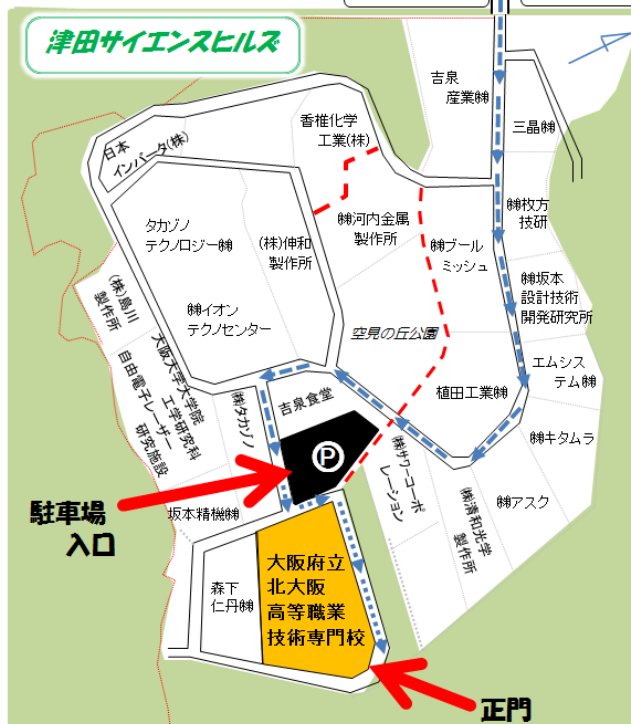 津田サイエンスヒルズ
吉泉
産業㈱
三晶㈱
香椎化学
工業(株)
日本
インバータ(株)
㈱枚方
技研
㈱河内金属
製作所
タカゾノ
テクノロジー㈱
(株)伸和
製作所
㈱ブール
ミッシュ
㈱坂本
設計技術
開発研究所
(株)島川
製作所
㈱イオン
テクノセンター
空見の丘公園
エムシス
テム㈱
大阪大学大学院
工学研究科
自由電子レーザー
研究施設
㈱タカゾノ
吉泉食堂
植田工業㈱
㈱キタムラ
P
㈱サワーコーポ
レーション
㈱清和光学
製作所
㈱アスク
駐車場
入口
坂本精機㈱
森下
仁丹㈱
大阪府立
北大阪
高等職業
技術専門校
正門